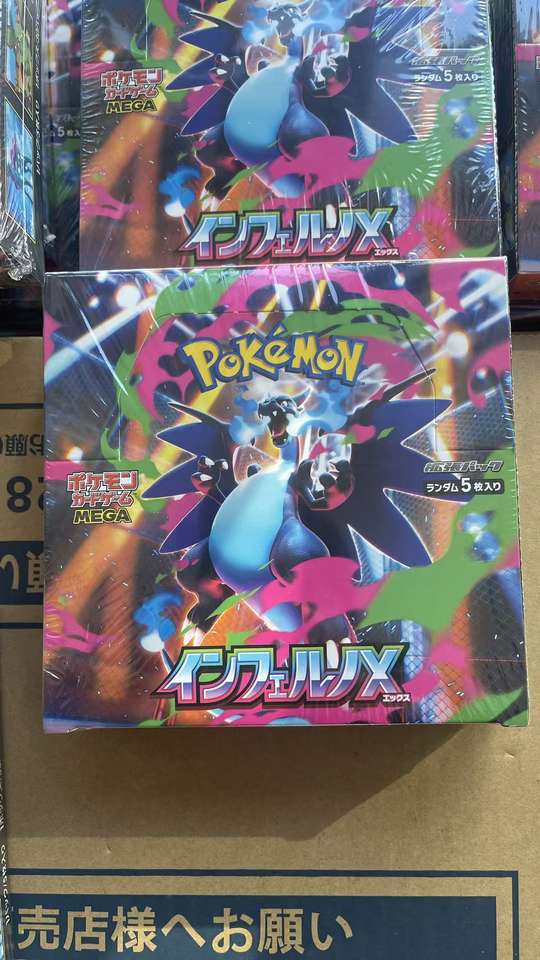 ポケモン
カードゲーム
MEGA
拡張パック
ランダム5枚入り
インフェルノX
エックス
POKéMON
ポケモン
カードゲーム
MEGA
拡張パック
ランダム5枚入り
インフェルノX
エックス
売店様へお願い